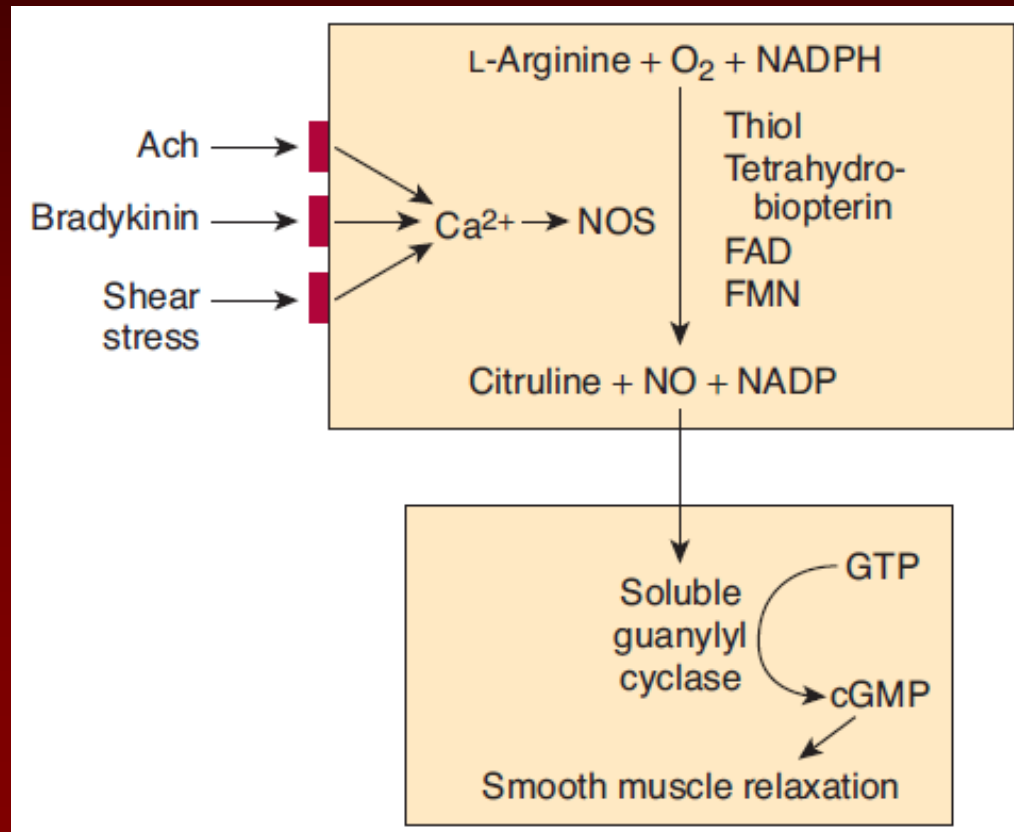 L-Arginine + O₂ + NADPH
Thiol
Tetrahydro-
biopterin
FAD
FMN
Ach
Bradykinin
Shear
stress
Ca²⁺
NOS
Citruline + NO + NADP
Soluble
guanylyl
cyclase
GTP
cGMP
Smooth muscle relaxation